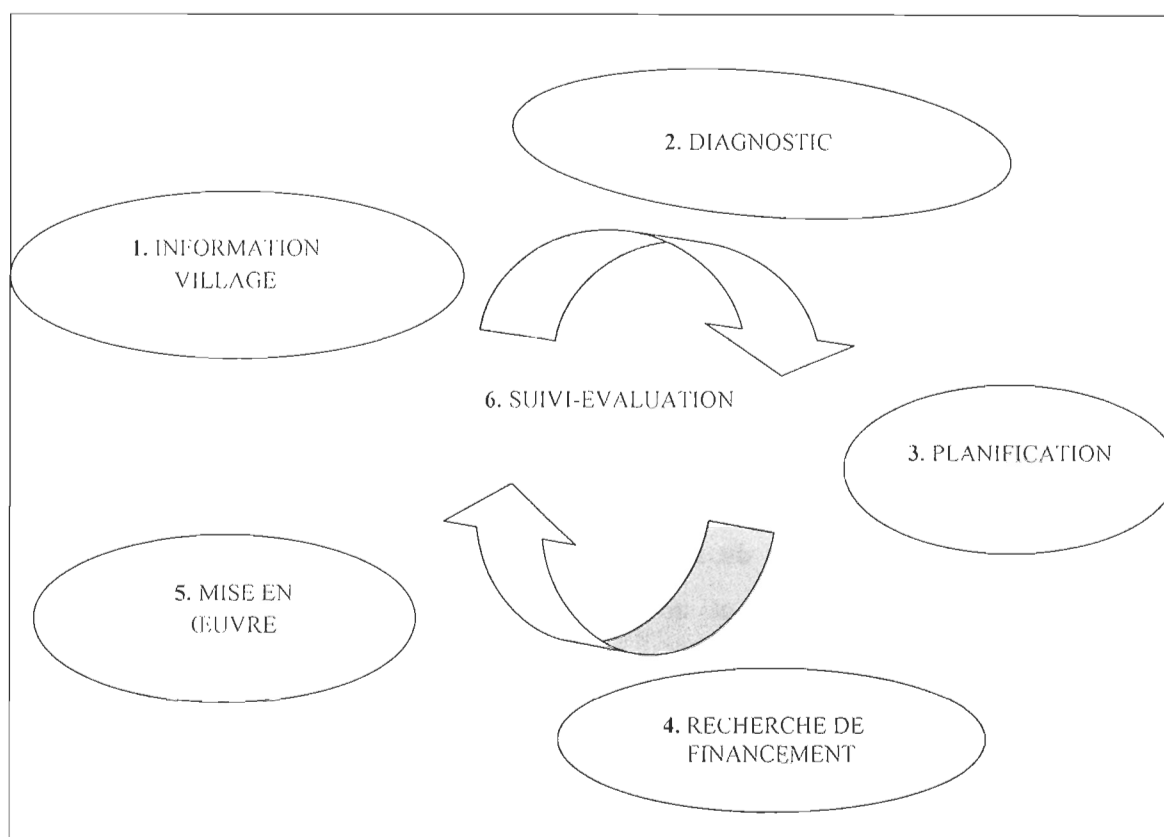 1. INFORMATION
VILLAGE
2. DIAGNOSTIC
3. PLANIFICATION
4. RECHERCHE DE
FINANCEMENT
5. MISE EN
ŒUVRE
6. SUIVI-EVALUATION